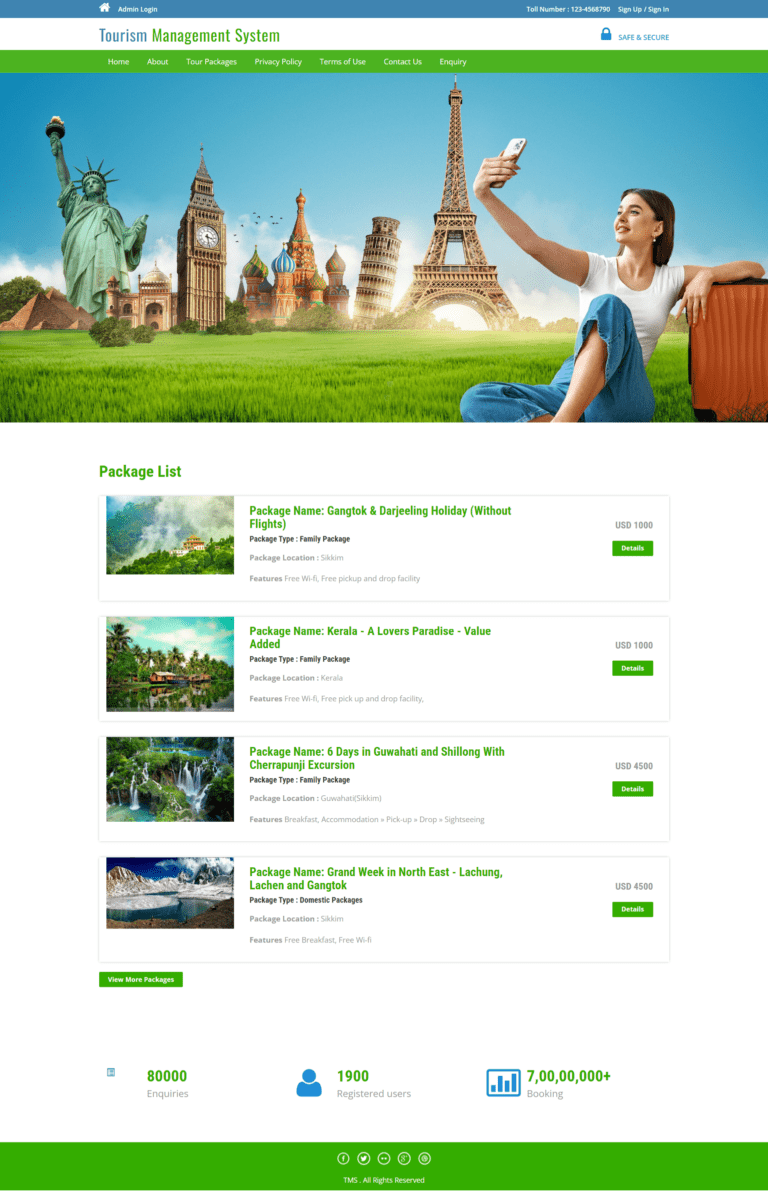 Admin Login
Toll Number : 123-4568790 Sign Up / Sign In
Tourism Management System
SAFE & SECURE
Home About Tour Packages Privacy Policy Terms of Use Contact Us Enquiry
Package List
Package Name: Gangtok & Darjeeling Holiday (Without
Flights)
Package Type : Family Package
Package Location : Sikkim
Features Free Wi-fi, Free pickup and drop facility
USD 1000
Details
Package Name: Kerala - A Lovers Paradise - Value
Added
Package Type : Family Package
Package Location : Kerala
Features Free Wi-fi, Free pick up and drop facility,
USD 1000
Details
Package Name: 6 Days in Guwahati and Shillong With
Cherrapunji Excursion
Package Type : Family Package
Package Location : Guwahati(Sikkim)
Features Breakfast, Accommodation » Pick-up » Drop » Sightseeing
USD 4500
Details
Package Name: Grand Week in North East - Lachung,
Lachen and Gangtok
Package Type : Domestic Packages
Package Location : Sikkim
Features Free Breakfast, Free Wi-fi
USD 4500
Details
View More Packages
80000
Enquiries
1900
Registered users
7,00,00,000+
Booking
TMS . All Rights Reserved